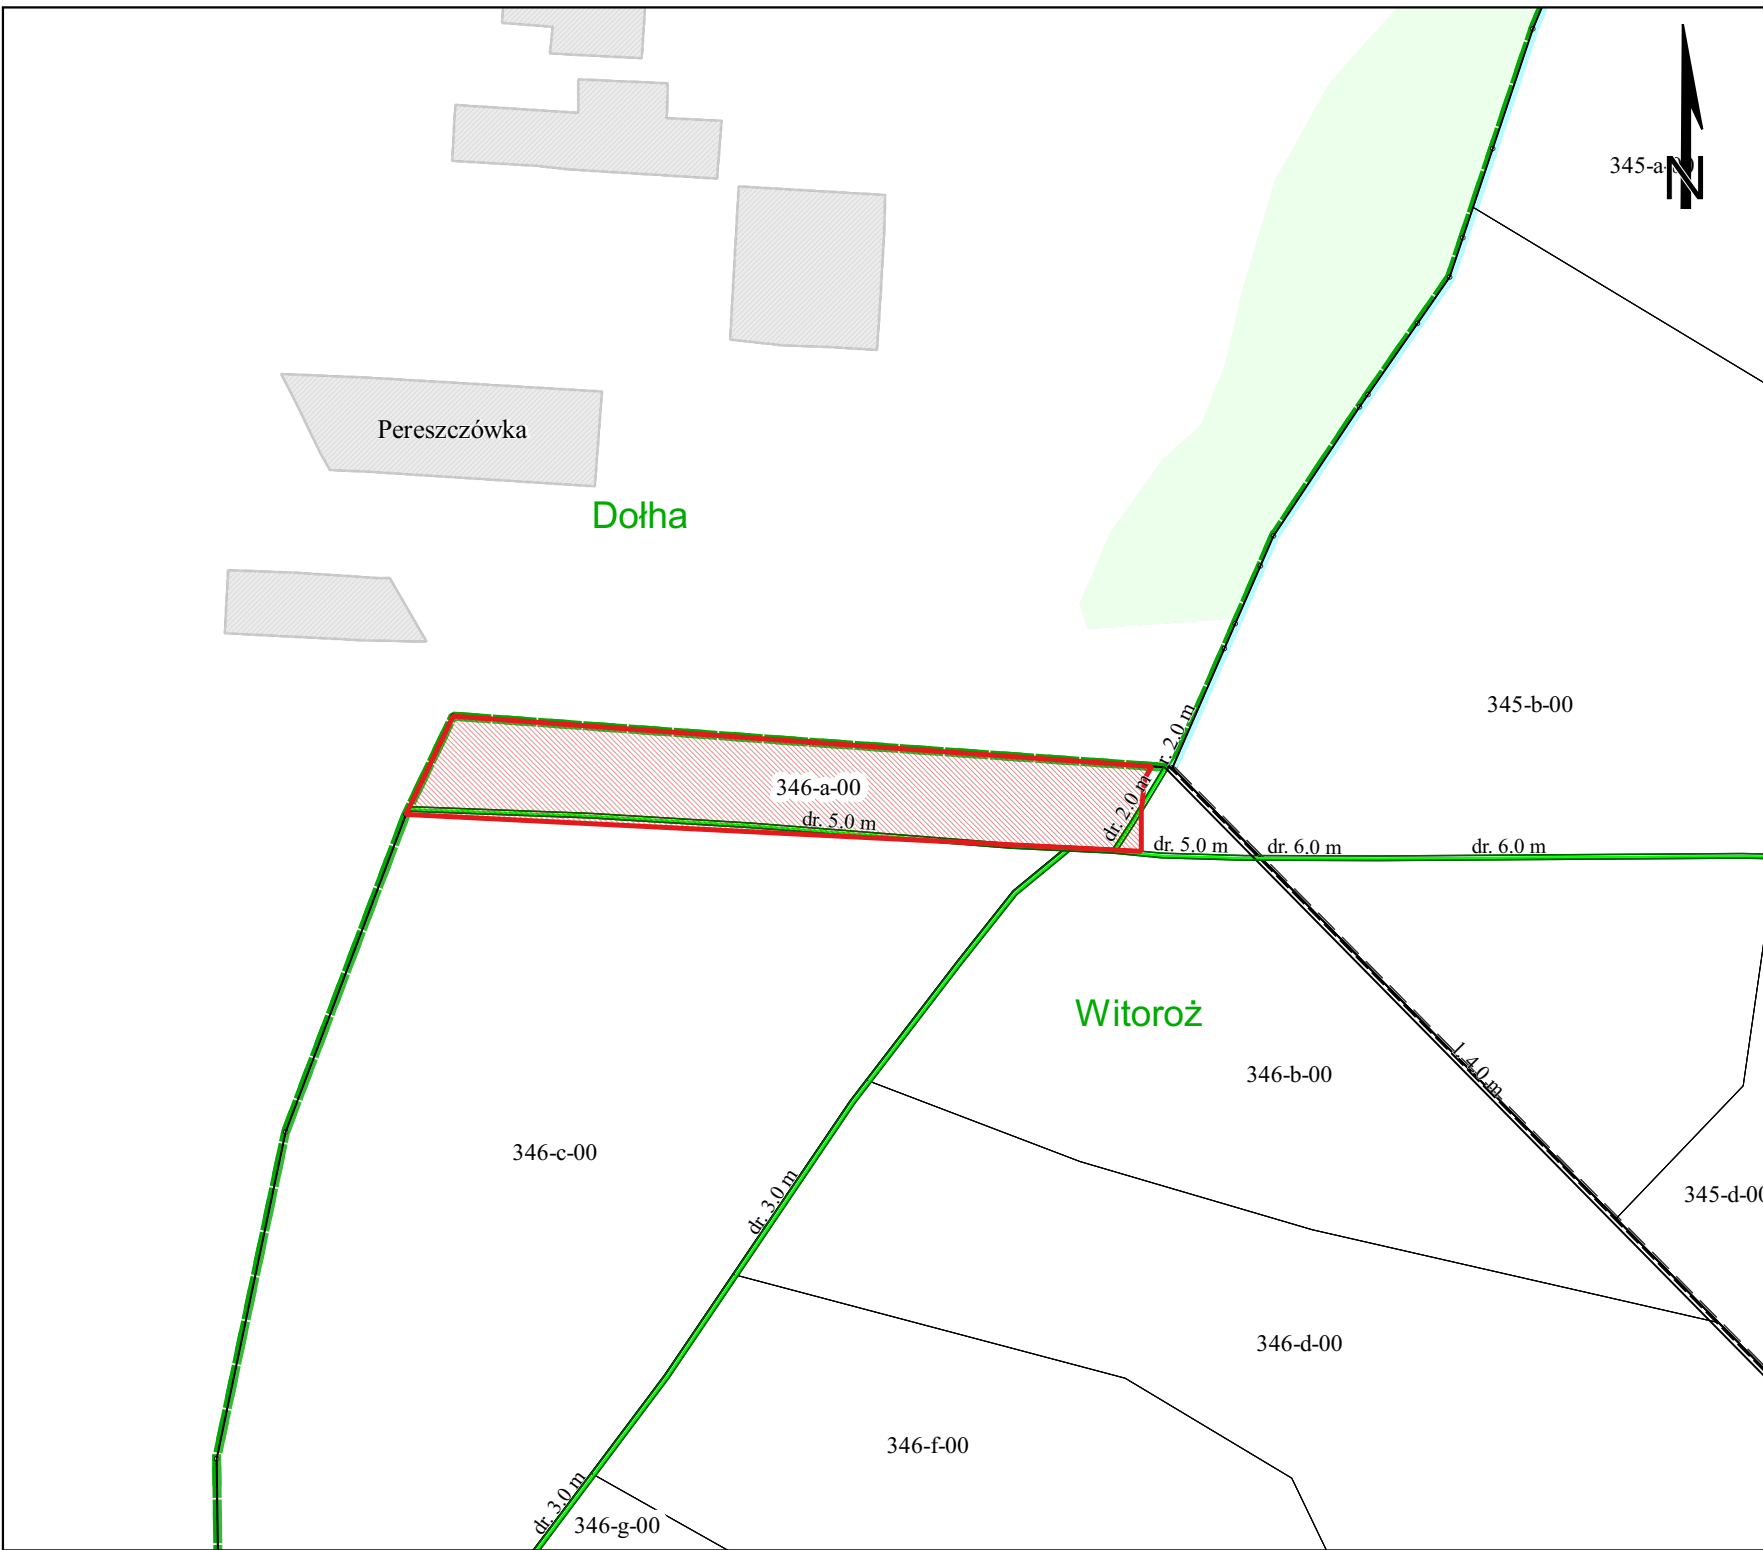 345-a-00
N
Pereszczówka
Dołha
345-b-00
r. 2.0 m
346-a-00
dr. 2.0 m
dr. 5.0 m
dr. 5.0 m
dr. 6.0 m
dr. 6.0 m
Witoroż
346-b-00
l. 4.0 m
346-c-00
345-d-00
dr. 3.0 m
346-d-00
346-f-00
dr. 3.0 m
346-g-00